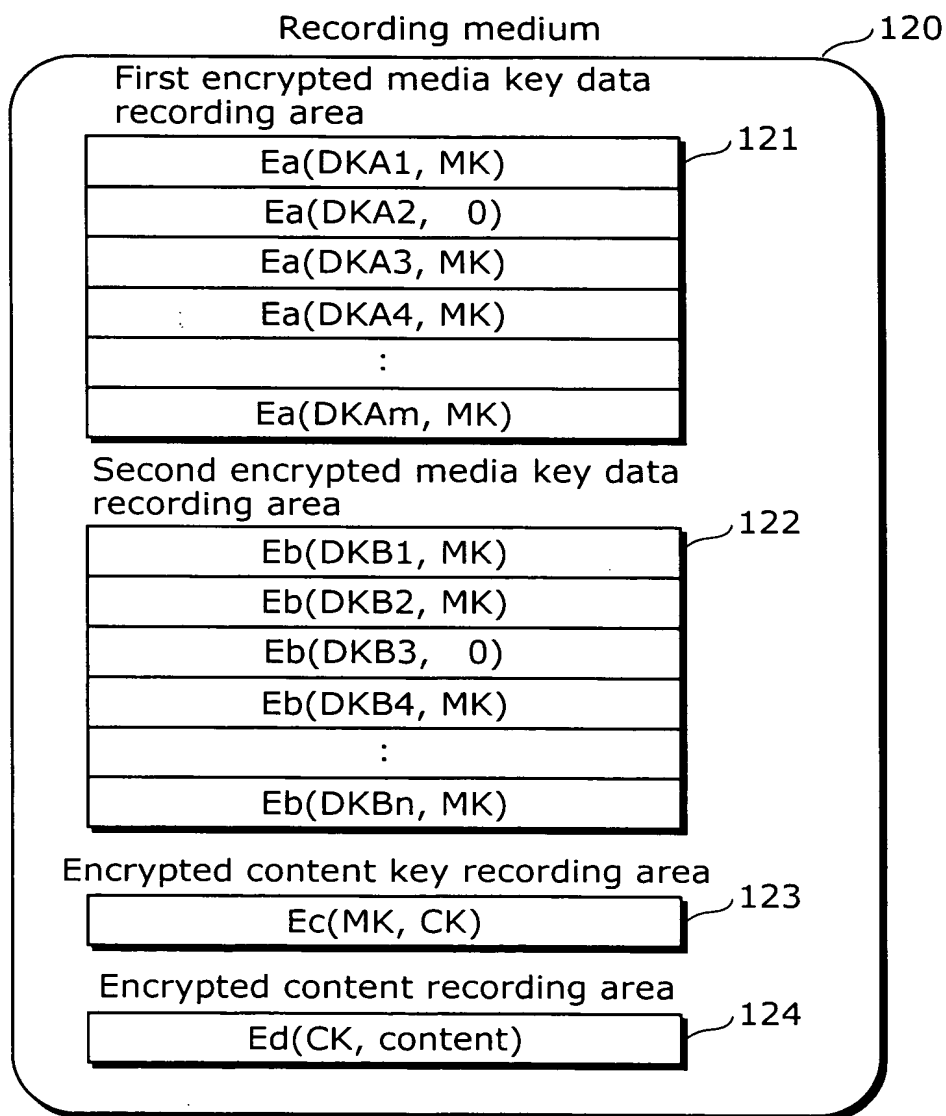 Recording medium
120
First encrypted media key data
recording area
121
Ea(DKA1, MK)
Ea(DKA2, 0)
Ea(DKA3, MK)
Ea(DKA4, MK)
:
Ea(DKAm, MK)
Second encrypted media key data
recording area
122
Eb(DKB1, MK)
Eb(DKB2, MK)
Eb(DKB3, 0)
Eb(DKB4, MK)
:
Eb(DKBn, MK)
Encrypted content key recording area
123
Ec(MK, CK)
Encrypted content recording area
124
Ed(CK, content)